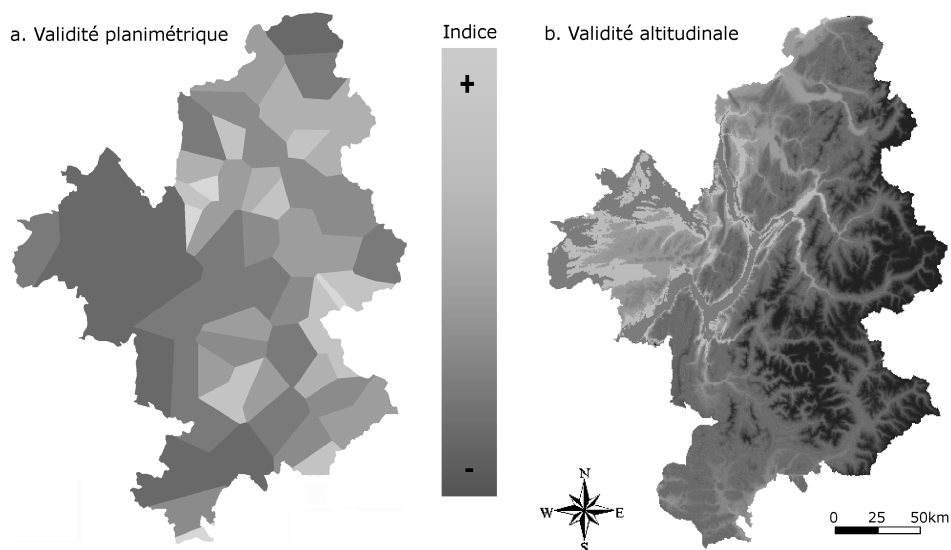 a. Validité planimétrique
Indice
+
-
b. Validité altitudinale
N
W E
S
0 25 50km